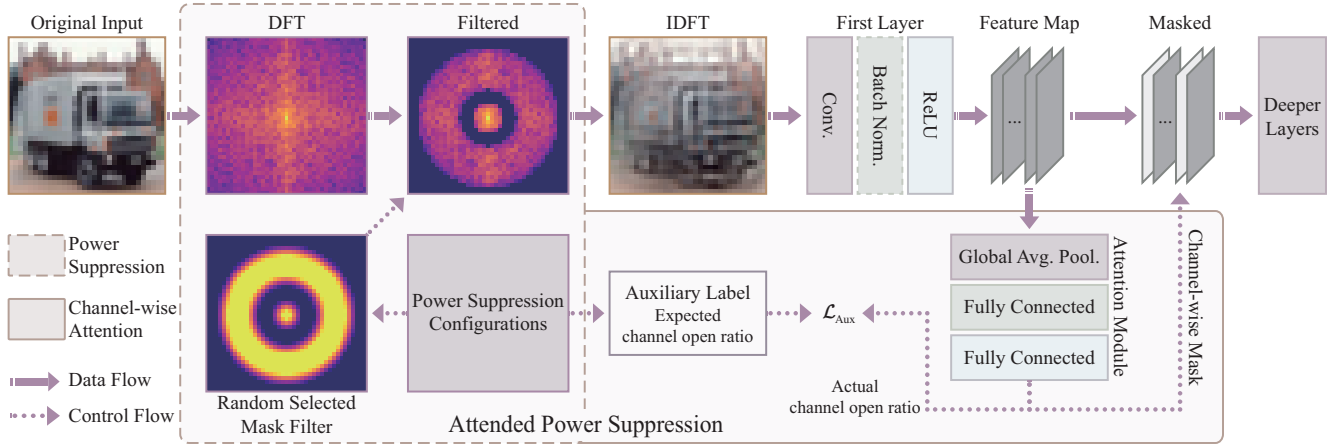 Original Input
DFT
Filtered
IDFT
First Layer
Feature Map
Masked
Conv.
Batch Norm.
ReLU
...
...
Deeper
Layers
Power
Suppression
Channel-wise
Attention
Data Flow
Control Flow
Random Selected
Mask Filter
Power Suppression
Configurations
Auxiliary Label
Expected
channel open ratio
ℒAux
Global Avg. Pool.
Fully Connected
Fully Connected
Attention Module
Channel-wise Mask
Actual
channel open ratio
Attended Power Suppression